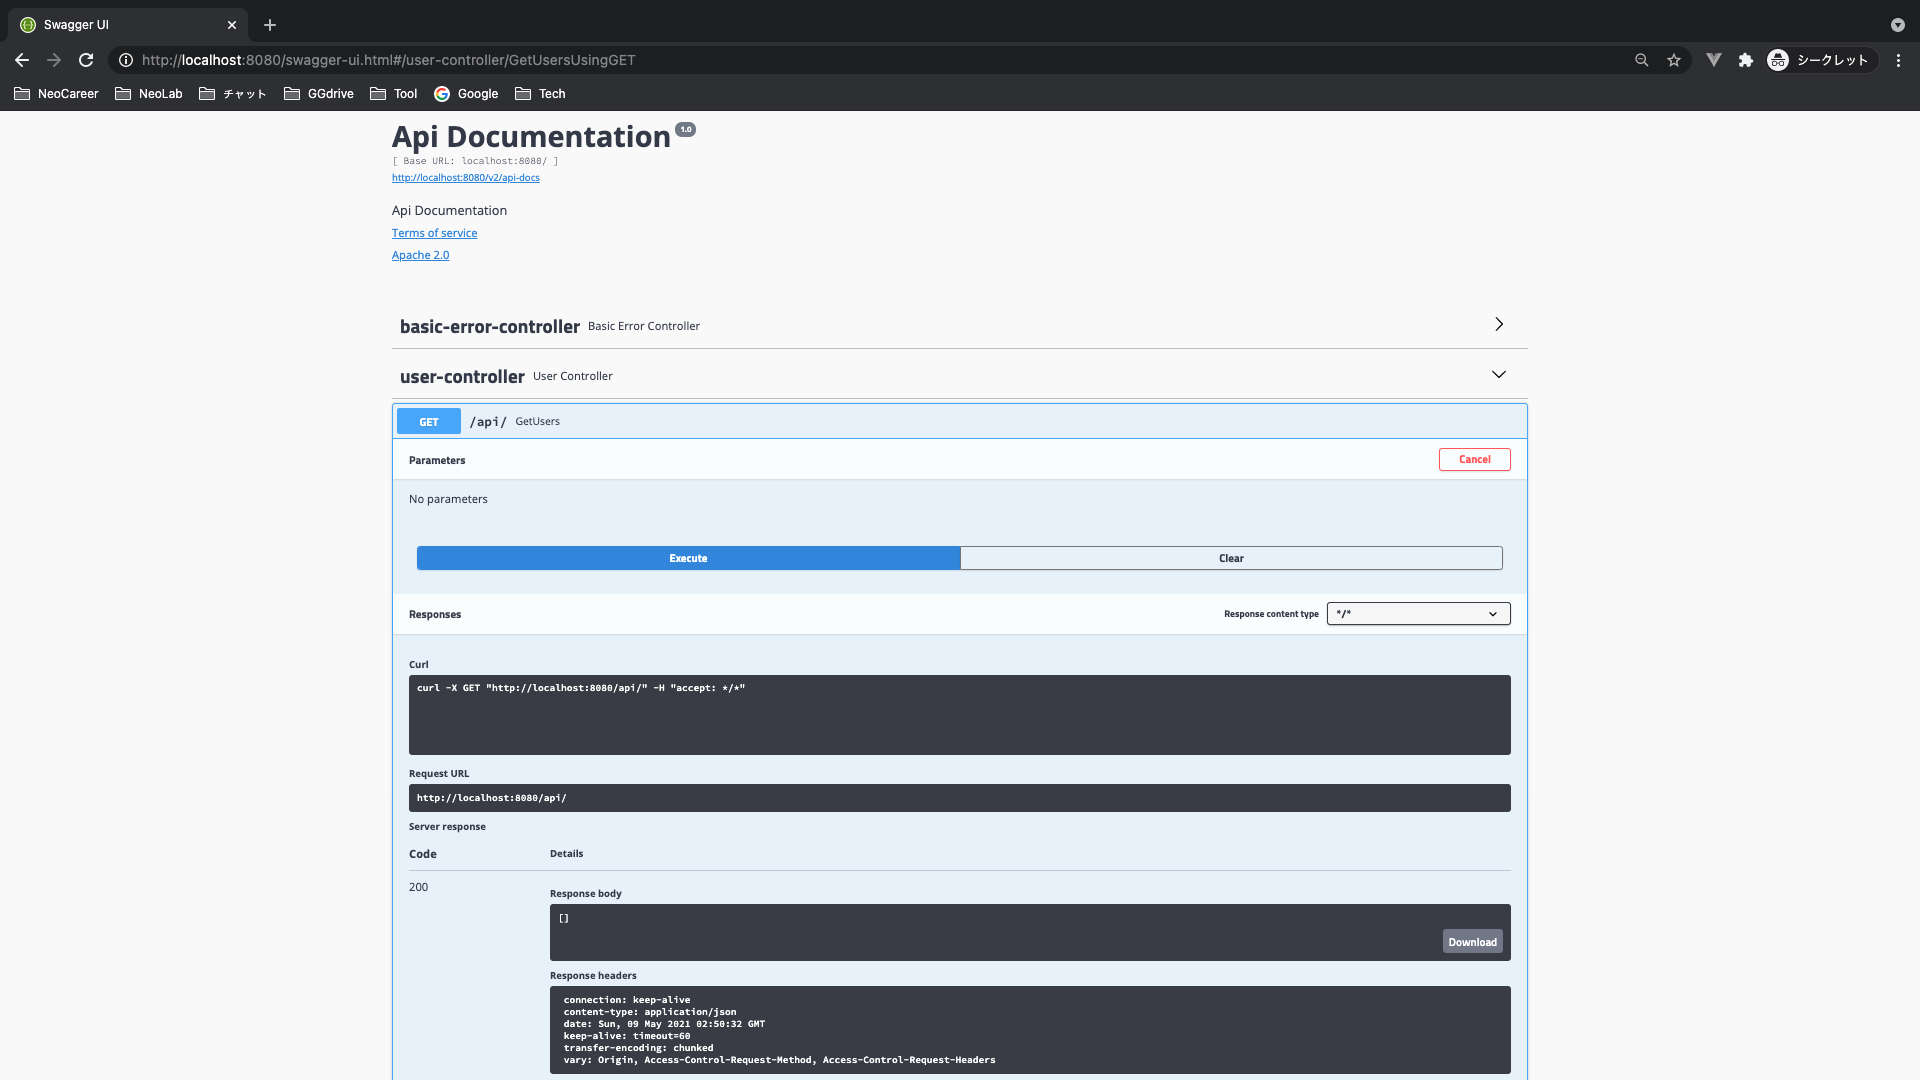 Swagger UI
http://localhost:8080/swagger-ui.html#/user-controller/GetUsersUsingGET
シークレット
NeoCareer
NeoLab
チャット
GGdrive
Tool
Google
Tech
Api Documentation 1.0
[ Base URL: localhost:8080/ ]
http://localhost:8080/v2/api-docs
Api Documentation
Terms of service
Apache 2.0
basic-error-controller Basic Error Controller
user-controller User Controller
GET /api/ GetUsers
Parameters
Cancel
No parameters
Execute
Clear
Responses
Response content type */*
Curl
curl -X GET "http://localhost:8080/api/" -H "accept: */*"
Request URL
http://localhost:8080/api/
Server response
Code Details
200
Response body
[]
Download
Response headers
connection: keep-alive
content-type: application/json
date: Sun, 09 May 2021 02:50:32 GMT
keep-alive: timeout=60
transfer-encoding: chunked
vary: Origin, Access-Control-Request-Method, Access-Control-Request-Headers